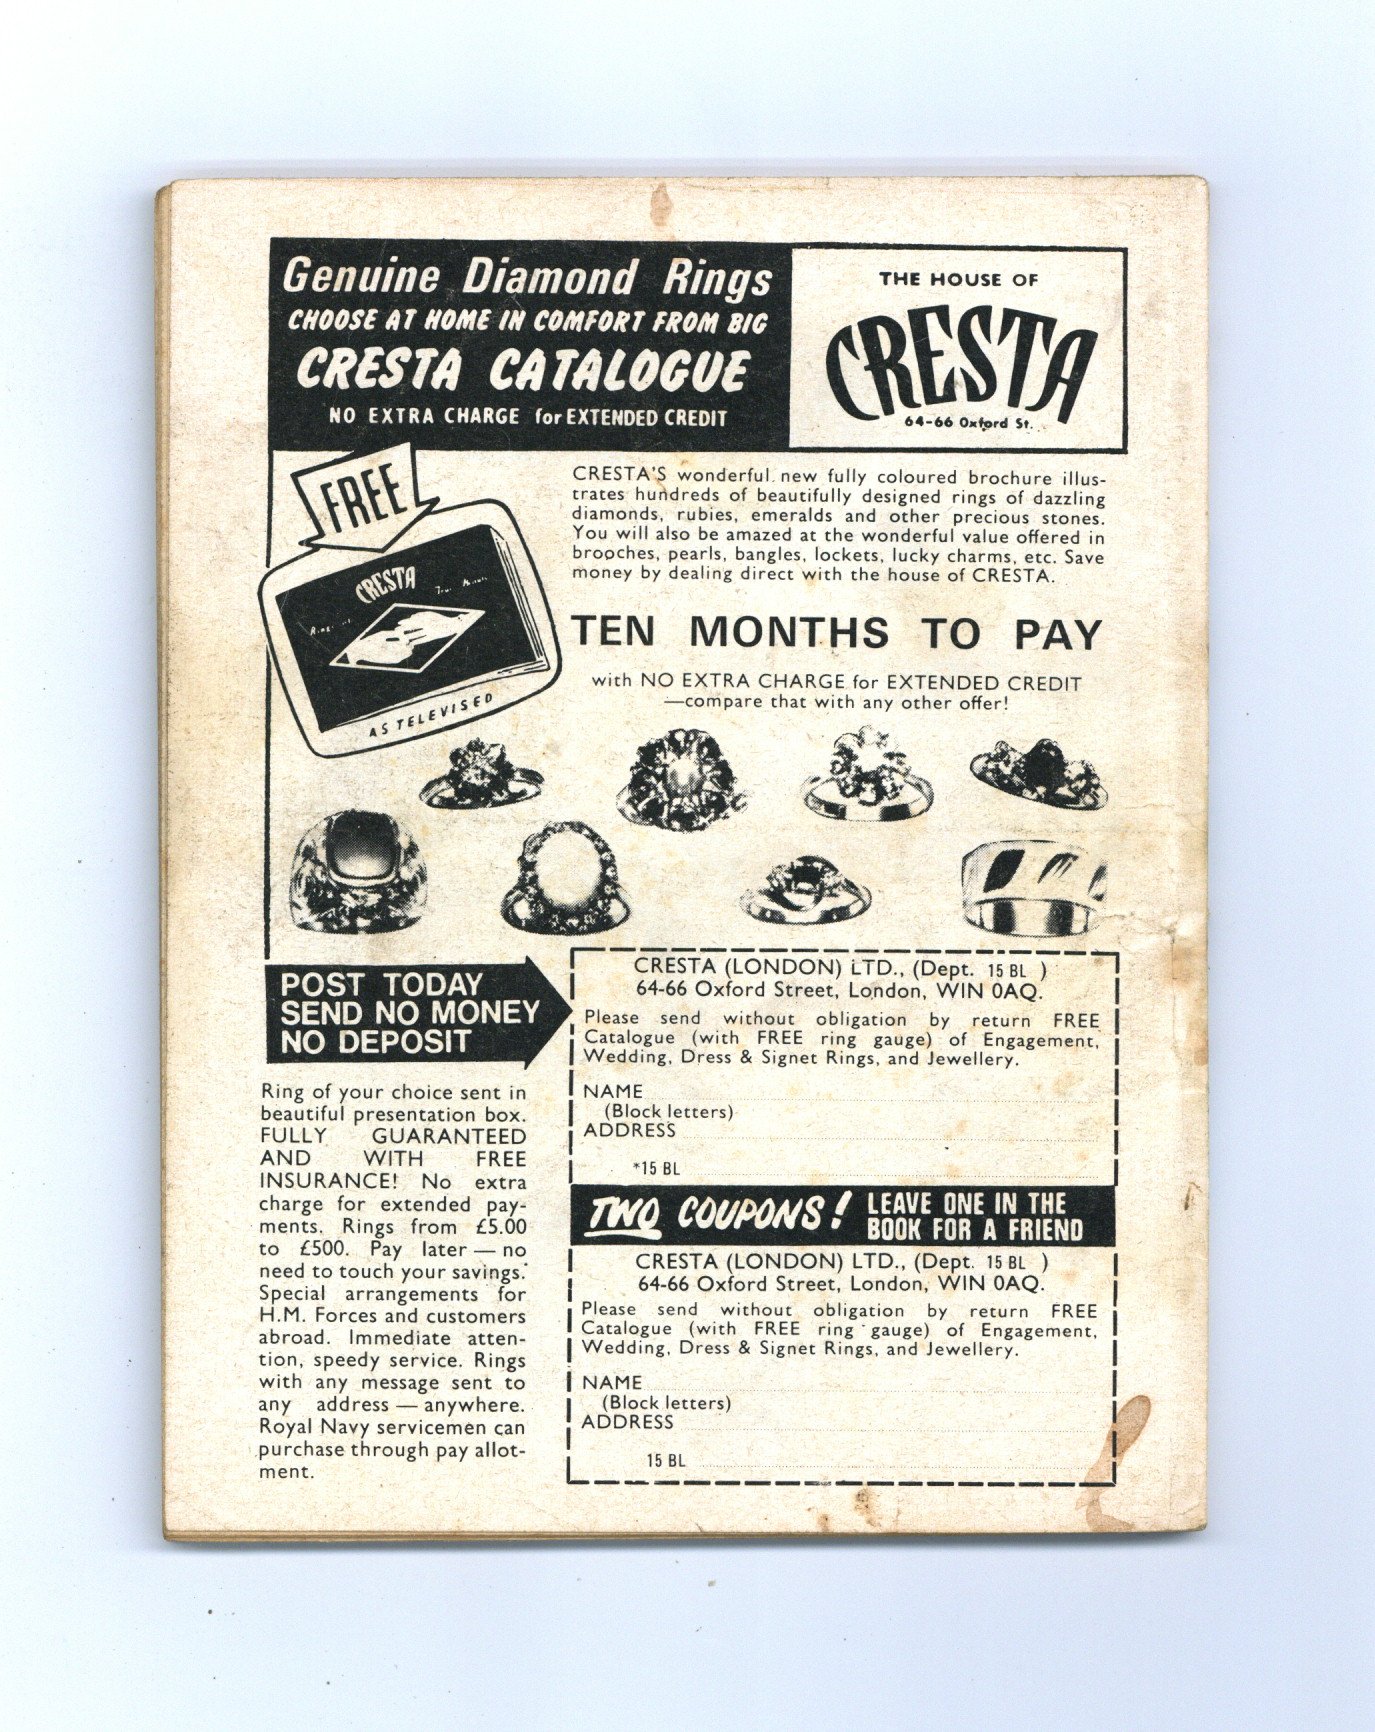 Genuine Diamond Rings
CHOOSE AT HOME IN COMFORT FROM BIG
CRESTA CATALOGUE
NO EXTRA CHARGE for EXTENDED CREDIT
THE HOUSE OF
CRESTA
64-66 Oxford St.
FREE
CRESTA
AS TELEVISED
CRESTA'S wonderful new fully coloured brochure illus-
trates hundreds of beautifully designed rings of dazzling
diamonds, rubies, emeralds and other precious stones.
You will also be amazed at the wonderful value offered in
brooches, pearls, bangles, lockets, lucky charms, etc. Save
money by dealing direct with the house of CRESTA.
TEN MONTHS TO PAY
with NO EXTRA CHARGE for EXTENDED CREDIT
—compare that with any other offer!
POST TODAY
SEND NO MONEY
NO DEPOSIT
Ring of your choice sent in
beautiful presentation box.
FULLY GUARANTEED
AND WITH FREE
INSURANCE! No extra
charge for extended pay-
ments. Rings from £5.00
to £500. Pay later — no
need to touch your savings.
Special arrangements for
H.M. Forces and customers
abroad. Immediate atten-
tion, speedy service. Rings
with any message sent to
any address — anywhere.
Royal Navy servicemen can
purchase through pay allot-
ment.
CRESTA (LONDON) LTD., (Dept. 15 BL )
64-66 Oxford Street, London, WIN 0AQ.
Please send without obligation by return FREE
Catalogue (with FREE ring gauge) of Engagement,
Wedding, Dress & Signet Rings, and Jewellery.
NAME
(Block letters)
ADDRESS
*15 BL
TWO COUPONS! LEAVE ONE IN THE
BOOK FOR A FRIEND
CRESTA (LONDON) LTD., (Dept. 15 BL )
64-66 Oxford Street, London, WIN 0AQ.
Please send without obligation by return FREE
Catalogue (with FREE ring gauge) of Engagement,
Wedding, Dress & Signet Rings, and Jewellery.
NAME
(Block letters)
ADDRESS
15 BL